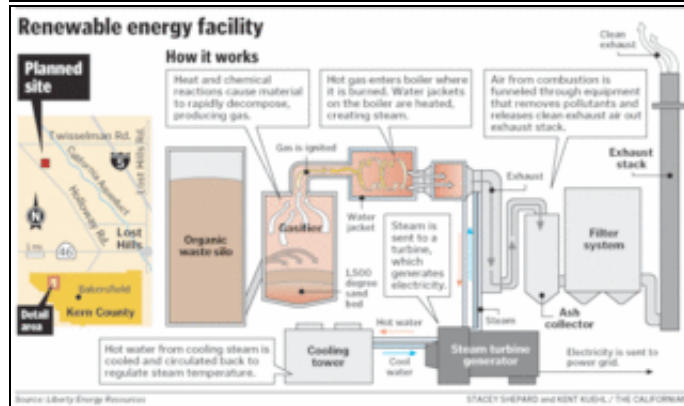 Renewable energy facility
Planned
site
How it works
Heat and chemical
reactions cause material
to rapidly decompose,
producing gas.
Hot gas enters boiler where
it is burned. Water jackets
on the boiler are heated,
creating steam.
Air from combustion is
funneled through equipment
that removes pollutants and
releases clean exhaust air out
exhaust stack.
Clean
exhaust
Twisselman Rd.
California Aqueduct
Lost Hills Rd.
5
Holloway Rd.
N
Lost
Hills
46
Bakersfield
Kern County
Detail
area
Gas is ignited
Organic
waste silo
Gasifier
1,500
degree
sand
bed
Water
jacket
Exhaust
Exhaust
stack
Steam is
sent to a
turbine,
which
generates
electricity.
Filter
system
Steam
Ash
collector
Hot water
Cool
water
Cooling
tower
Steam turbine
generator
Hot water from cooling steam is
cooled and circulated back to
regulate steam temperature.
Electricity is sent to
power grid.
Source: Liberty Energy Resources
STACEY SHEPARD and KENT KUEHL / THE CALIFORNIAN